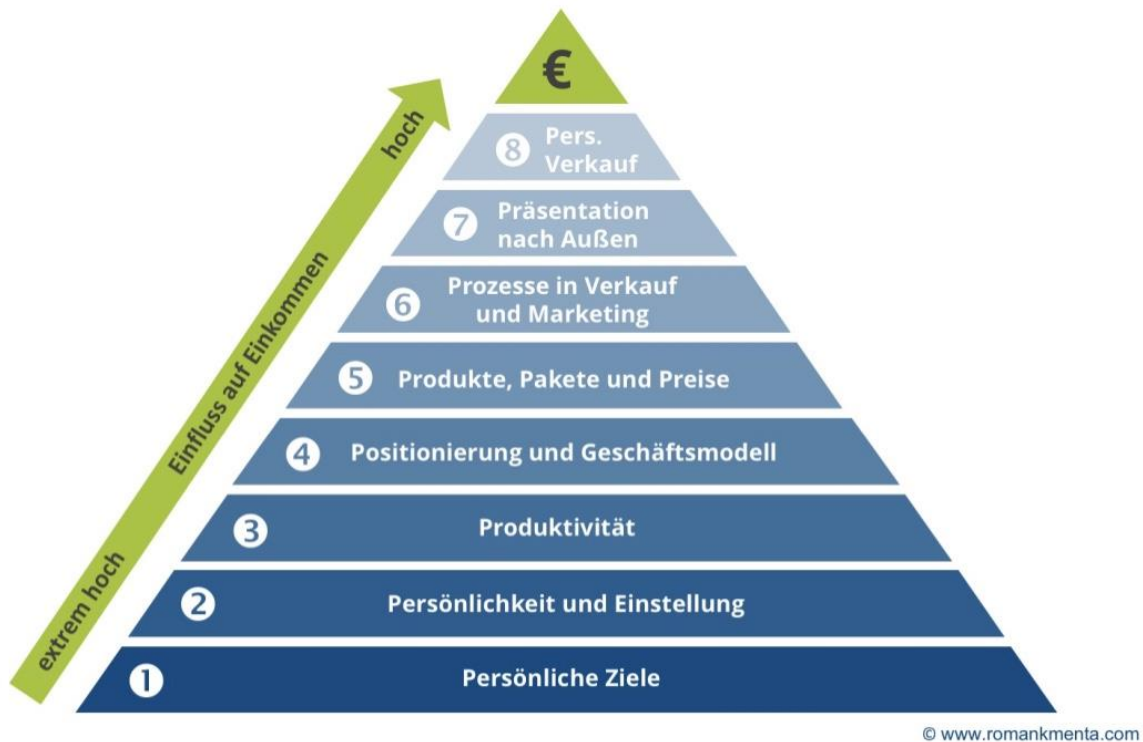 €
8 Pers.
Verkauf
7 Präsentation
nach Außen
6 Prozesse in Verkauf
und Marketing
5 Produkte, Pakete und Preise
4 Positionierung und Geschäftsmodell
3 Produktivität
2 Persönlichkeit und Einstellung
1 Persönliche Ziele
extrem hoch Einfluss auf Einkommen hoch
© www.romankmenta.com